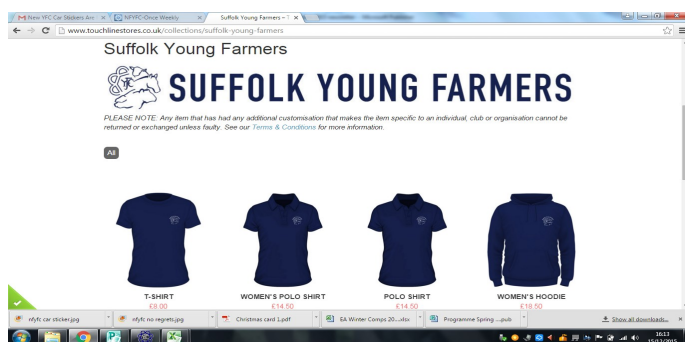 New YFC Car Stickers Arri
NFYFC-Once Weekly
Suffolk Young Farmers – T
www.touchlinestores.co.uk/collections/suffolk-young-farmers
Suffolk Young Farmers
SUFFOLK YOUNG FARMERS
PLEASE NOTE: Any item that has had any additional customisation that makes the item specific to an individual, club or organisation cannot be
returned or exchanged unless faulty. See our Terms & Conditions for more information.
All
T-SHIRT
£8.00
WOMEN'S POLO SHIRT
£14.50
POLO SHIRT
£14.50
WOMEN'S HOODIE
£18.50
nfyfc car sticker.jpg
nfyfc no regrets.jpg
Christmas card 1.pdf
EA Winter Comps 20....xlsx
Programme Spring ....pub
Show all downloads...
16:13
15/12/2015